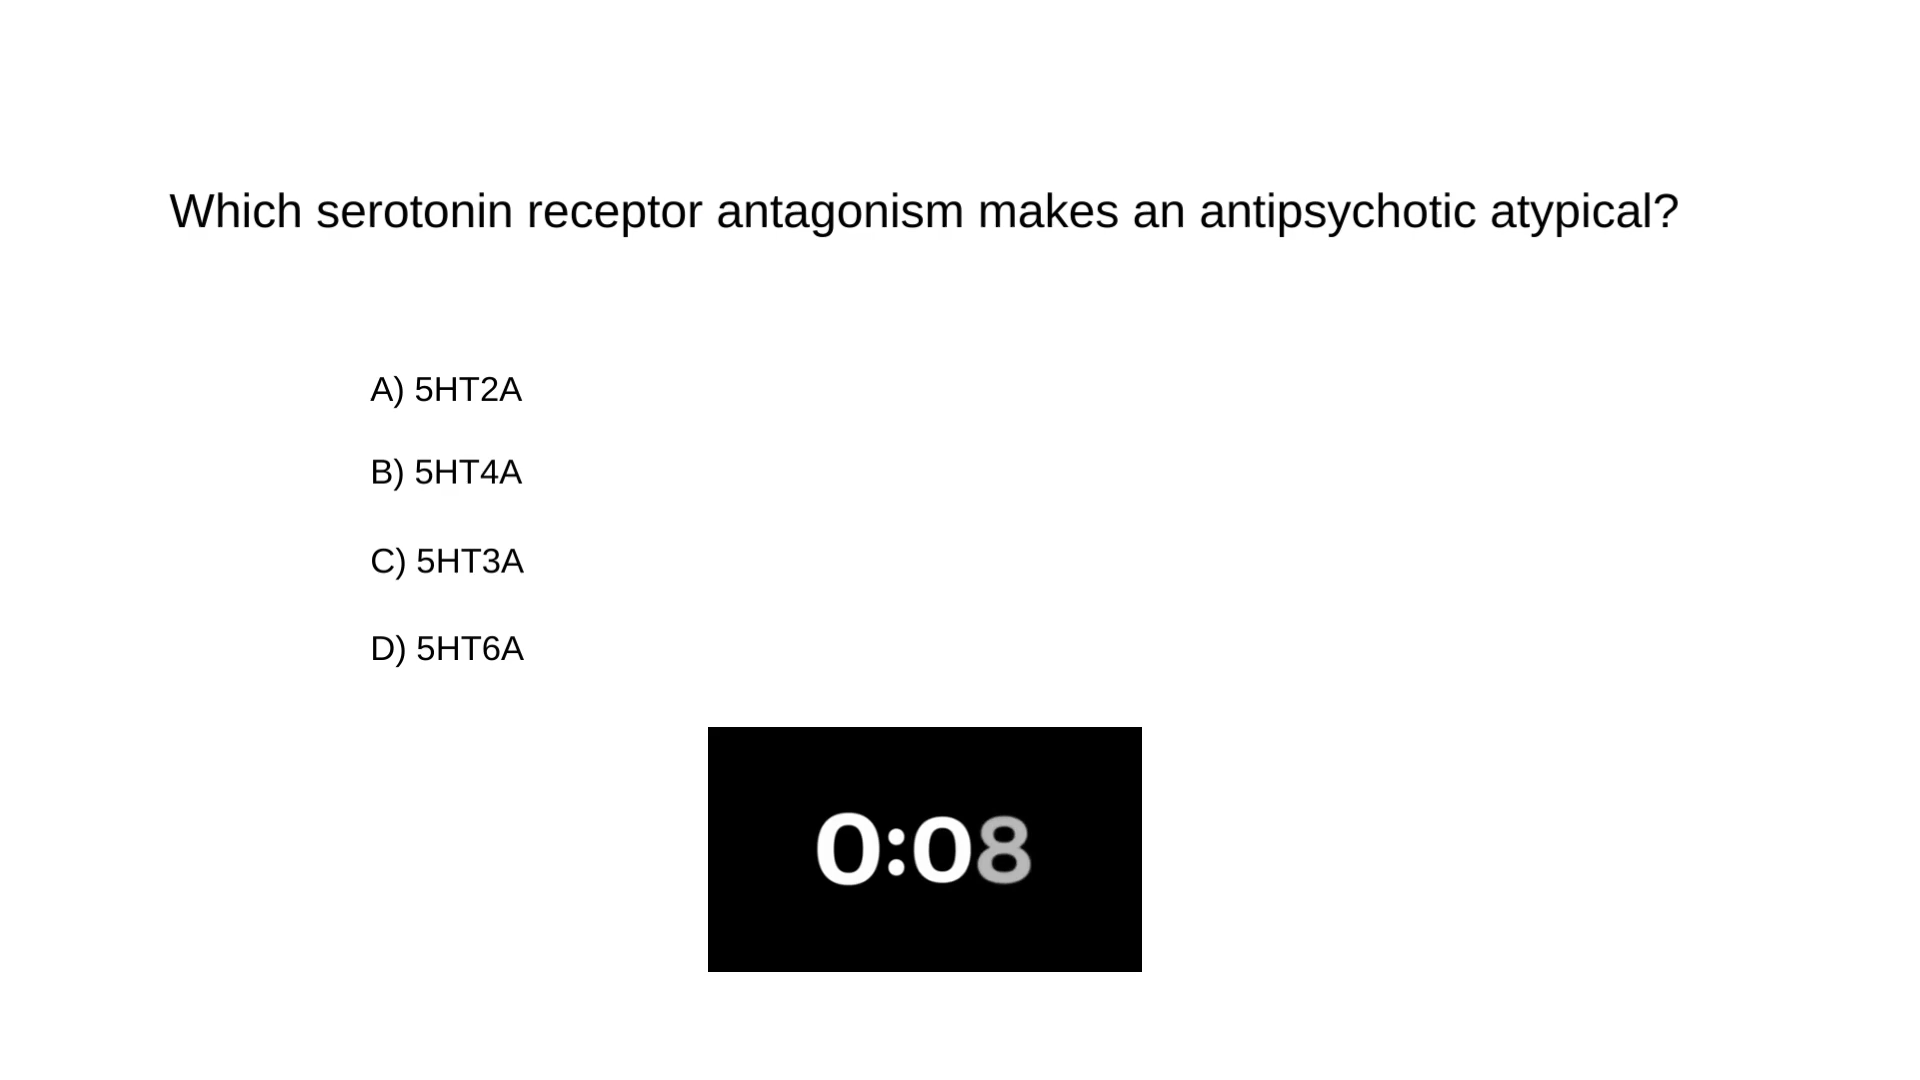 Which serotonin receptor antagonism makes an antipsychotic atypical?
A) 5HT2A
B) 5HT4A
C) 5HT3A
D) 5HT6A
0:08